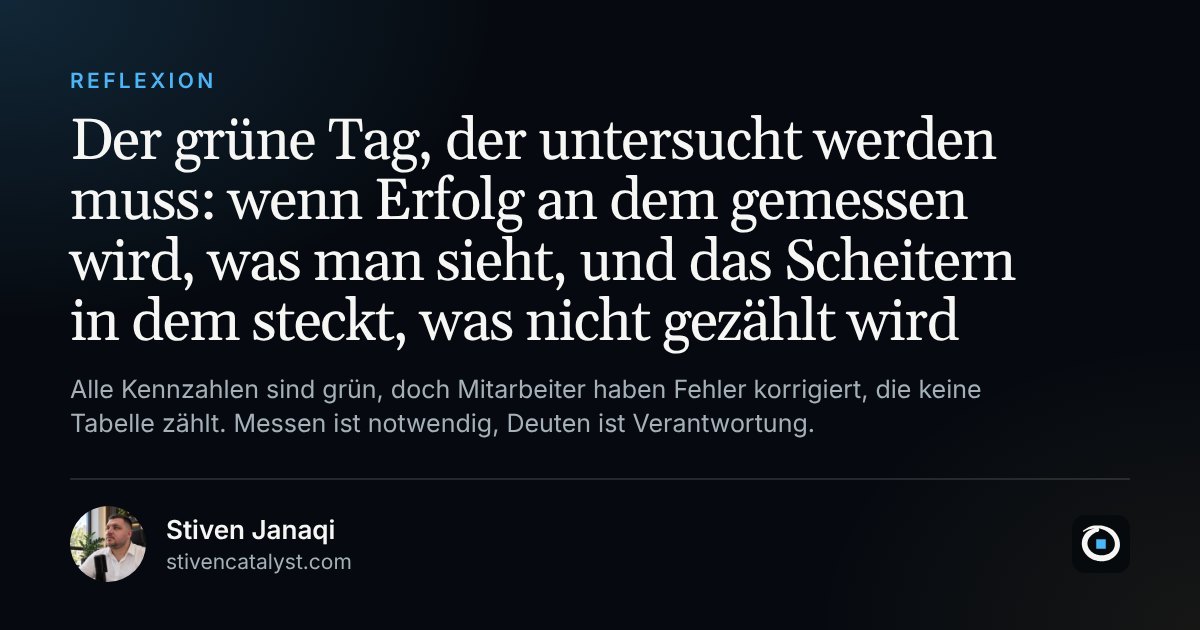 REFLEXION
Der grüne Tag, der untersucht werden
muss: wenn Erfolg an dem gemessen
wird, was man sieht, und das Scheitern
in dem steckt, was nicht gezählt wird
Alle Kennzahlen sind grün, doch Mitarbeiter haben Fehler korrigiert, die keine
Tabelle zählt. Messen ist notwendig, Deuten ist Verantwortung.
Stiven Janaqi
stivencatalyst.com